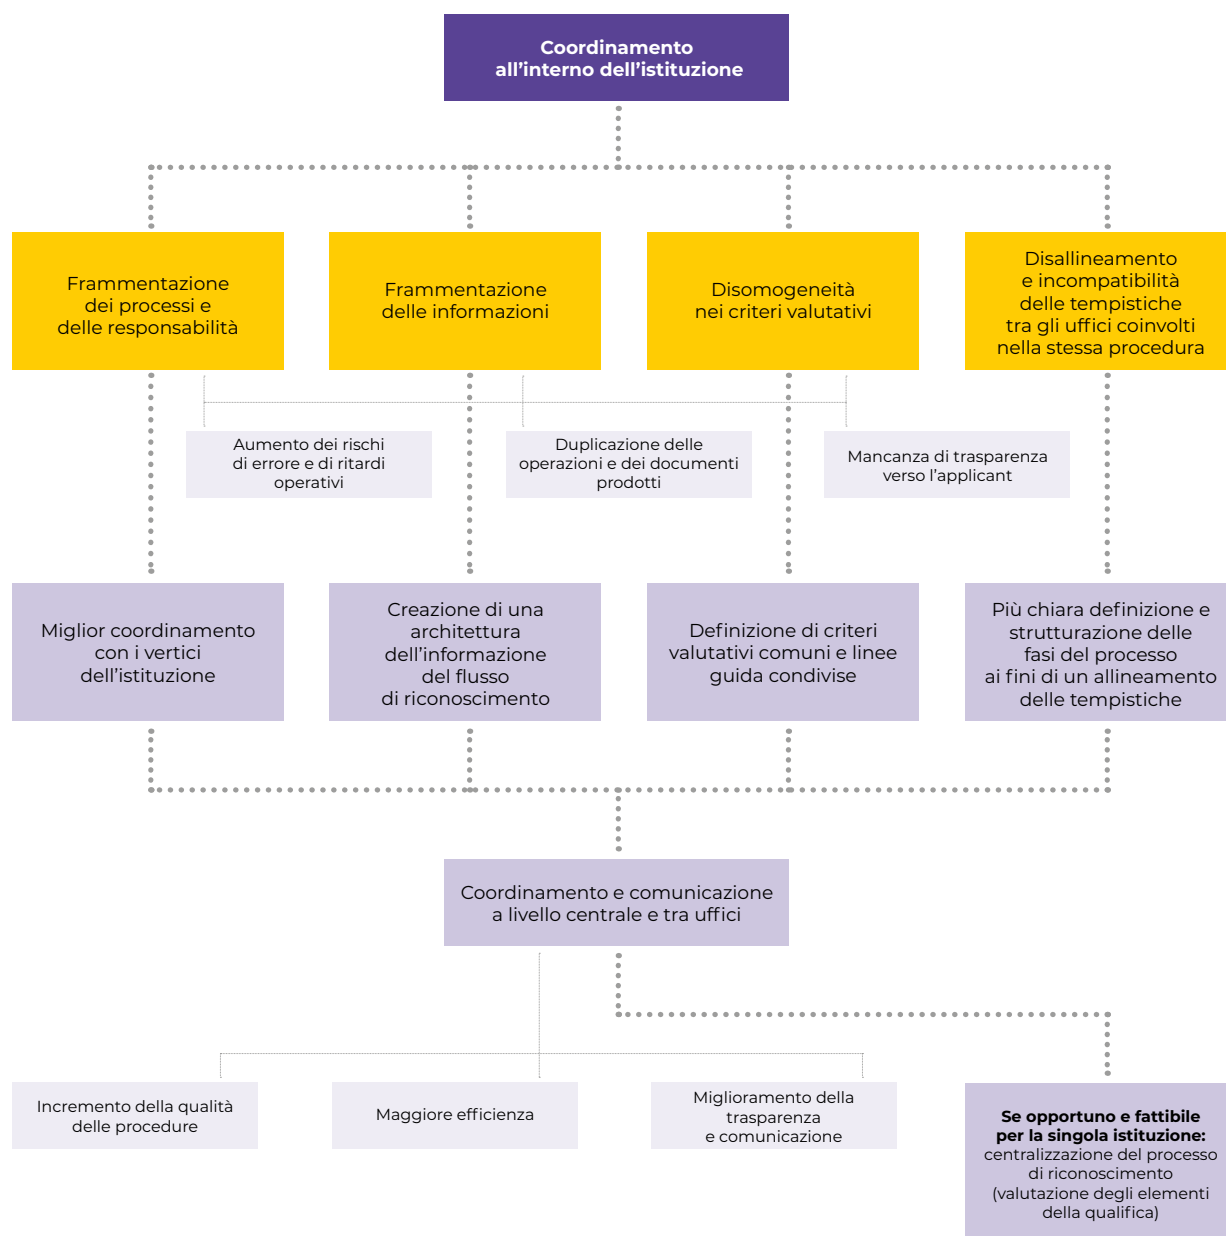 Coordinamento
all’interno dell’istituzione
Frammentazione
dei processi e
delle responsabilità
Frammentazione
delle informazioni
Disomogeneità
nei criteri valutativi
Disallineamento
e incompatibilità
delle tempistiche
tra gli uffici coinvolti
nella stessa procedura
Aumento dei rischi
di errore e di ritardi
operativi
Duplicazione delle
operazioni e dei documenti
prodotti
Mancanza di trasparenza
verso l’applicant
Miglior coordinamento
con i vertici
dell’istituzione
Creazione di una
architettura
dell’informazione
del flusso
di riconoscimento
Definizione di criteri
valutativi comuni e linee
guida condivise
Più chiara definizione e
strutturazione delle
fasi del processo
ai fini di un allineamento
delle tempistiche
Coordinamento e comunicazione
a livello centrale e tra uffici
Incremento della qualità
delle procedure
Maggiore efficienza
Miglioramento della
trasparenza
e comunicazione
Se opportuno e fattibile
per la singola istituzione:
centralizzazione del processo
di riconoscimento
(valutazione degli elementi
della qualifica)